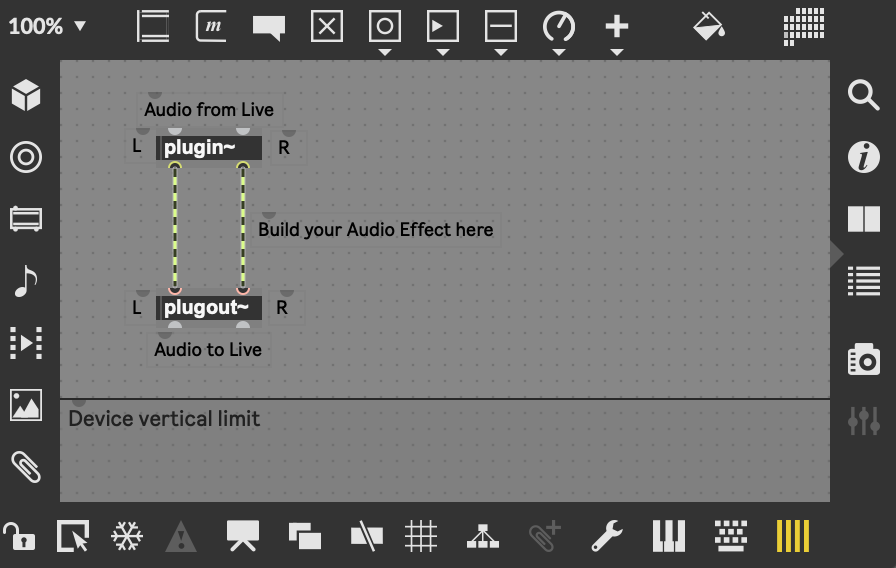 100%
m
Audio from Live
L plugin~ R
Build your Audio Effect here
L plugout~ R
Audio to Live
Device vertical limit